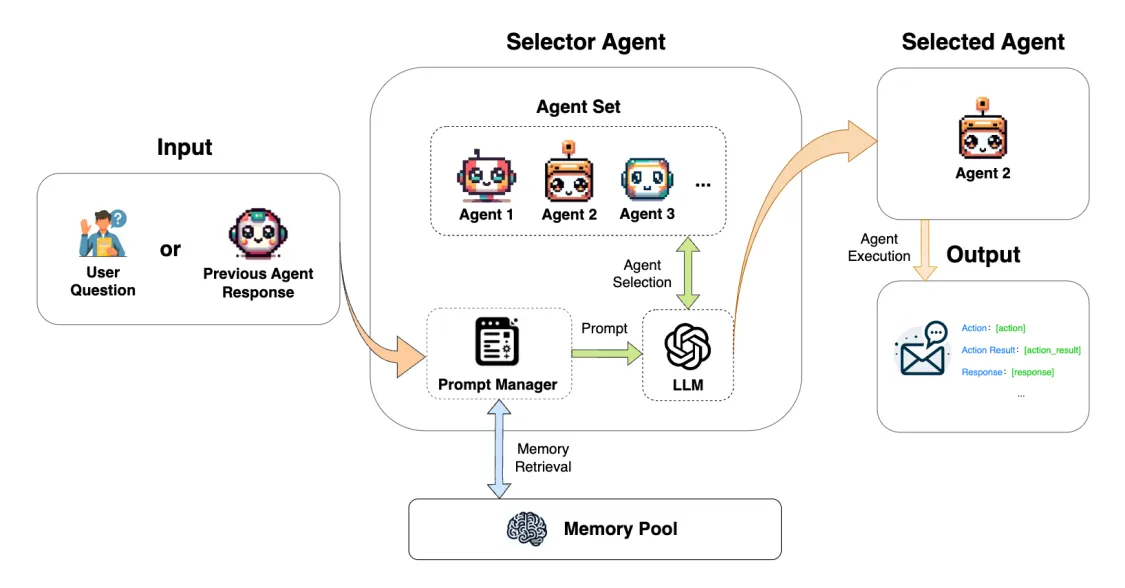 Selector Agent
Selected Agent
Agent Set
Input
Agent 1
Agent 2
Agent 3
...
Agent 2
User
Question
or
Previous Agent
Response
Agent
Selection
Agent
Execution
Output
Prompt
Prompt Manager
LLM
Action: [action]
Action Result: [action_result]
Response: [response]
...
Memory
Retrieval
Memory Pool